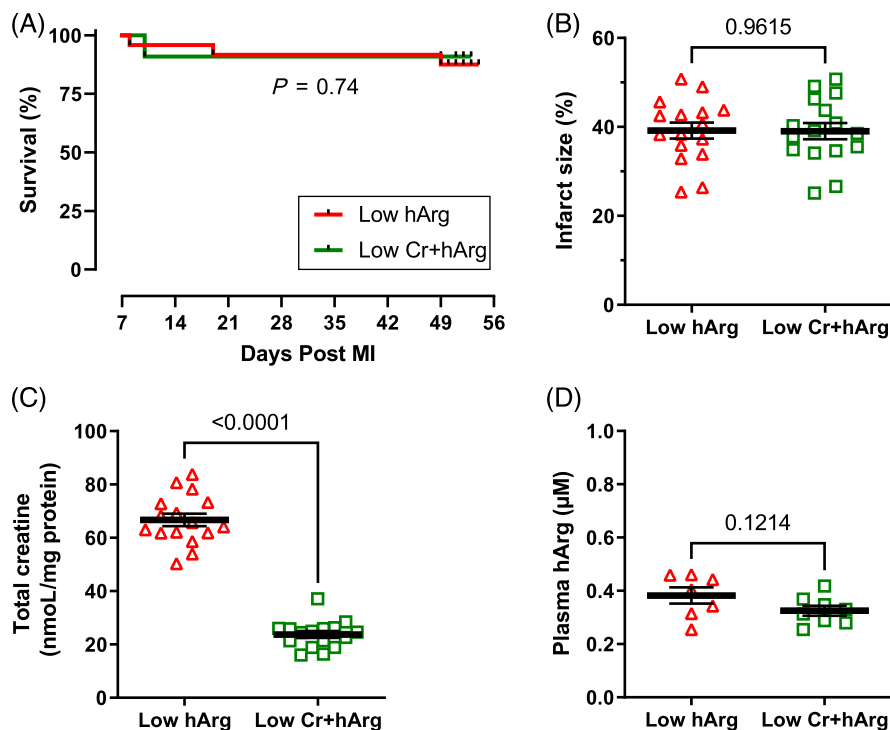 (A)
100
75
50
25
0
Survival (%)
P = 0.74
Low hArg
Low Cr+hArg
7 14 21 28 35 42 49 56
Days Post MI
(B)
0.9615
60
40
20
0
Infarct size (%)
Low hArg Low Cr+hArg
(C)
<0.0001
100
80
60
40
20
0
Total creatine
(nmoL/mg protein)
Low hArg Low Cr+hArg
(D)
1.0
0.8
0.6
0.4
0.2
0.0
Plasma hArg (µM)
0.1214
Low hArg Low Cr+hArg